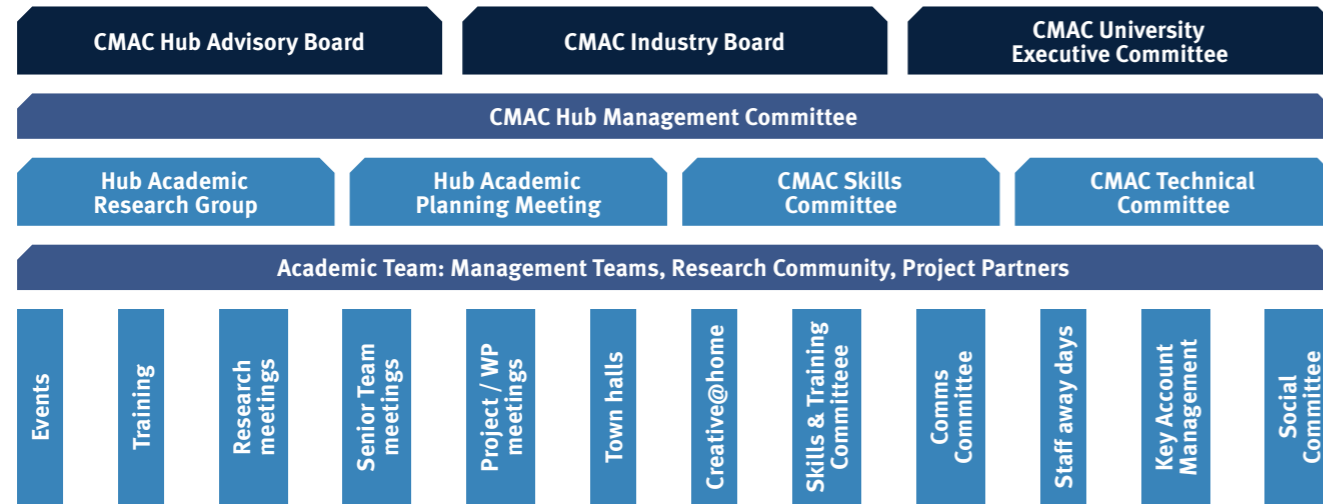 CMAC Hub Advisory Board
CMAC Industry Board
CMAC University
Executive Committee
CMAC Hub Management Committee
Hub Academic
Research Group
Hub Academic
Planning Meeting
CMAC Skills
Committee
CMAC Technical
Committee
Academic Team: Management Teams, Research Community, Project Partners
Events
Training
Research
meetings
Senior Team
meetings
Project / WP
meetings
Town halls
Creative@home
Skills & Training
Committee
Comms
Committee
Staff away days
Key Account
Management
Social
Committee